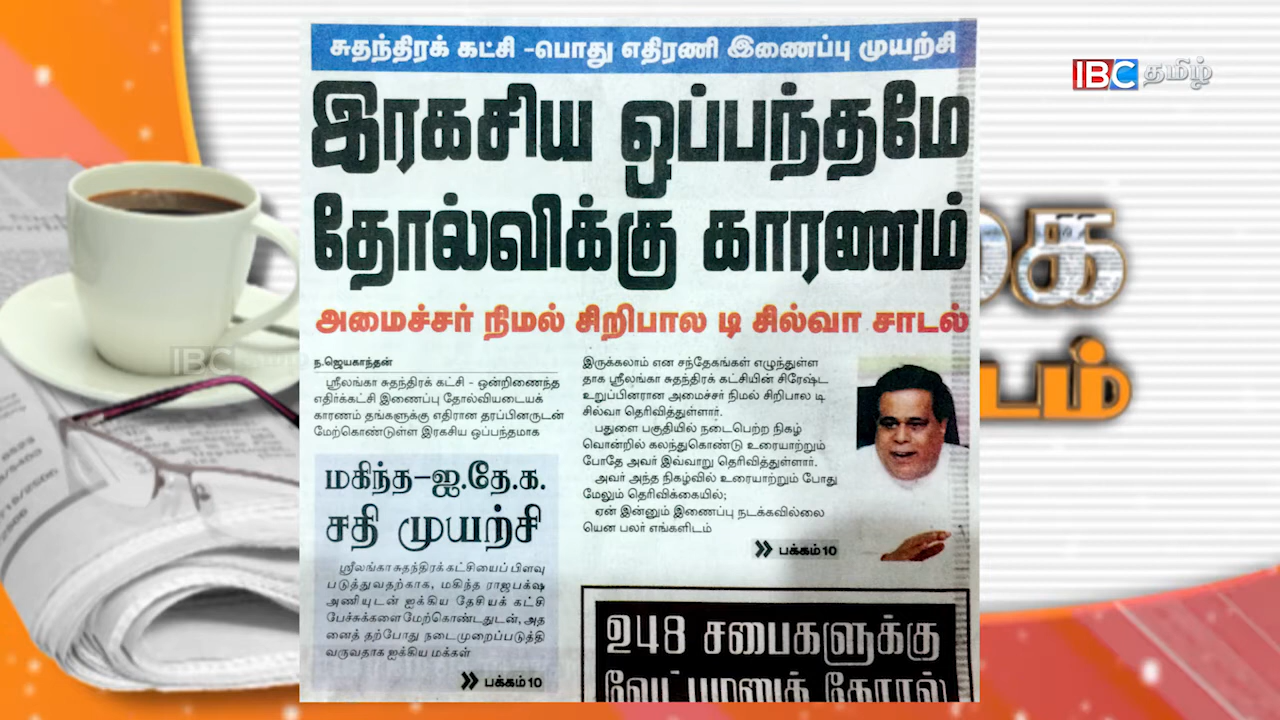 IBC தமிழ்
சுதந்திரக் கட்சி -பொது எதிரணி இணைப்பு முயற்சி
இரகசிய ஒப்பந்தமே
தோல்விக்கு காரணம்
அமைச்சர் நிமல் சிறிபால டி சில்வா சாடல்
ந.ஜெயகாந்தன்
ஸ்ரீலங்கா சுதந்திரக் கட்சி - ஒன்றிணைந்த
எதிர்க்கட்சி இணைப்பு தோல்வியடையக்
காரணம் தங்களுக்கு எதிரான தரப்பினருடன்
மேற்கொண்டுள்ள இரகசிய ஒப்பந்தமாக
இருக்கலாம் என சந்தேகங்கள் எழுந்துள்ள
தாக ஸ்ரீலங்கா சுதந்திரக் கட்சியின் சிரேஷ்ட
உறுப்பினரான அமைச்சர் நிமல் சிறிபால டி
சில்வா தெரிவித்துள்ளார்.
பதுளை பகுதியில் நடைபெற்ற நிகழ்
வொன்றில் கலந்துகொண்டு உரையாற்றும்
போதே அவர் இவ்வாறு தெரிவித்துள்ளார்.
அவர் அந்த நிகழ்வில் உரையாற்றும் போது
மேலும் தெரிவிக்கையில்;
ஏன் இன்னும் இணைப்பு நடக்கவில்லை
யென பலர் எங்களிடம்
பக்கம் 10
மகிந்த-ஐ.தே.க.
சதி முயற்சி
ஸ்ரீலங்கா சுதந்திரக் கட்சியைப் பிளவு
படுத்துவதற்காக, மகிந்த ராஜபக்ஷ
அணியுடன் ஐக்கிய தேசியக் கட்சி
பேச்சுக்களை மேற்கொண்டதுடன், அத
னைத் தற்போது நடைமுறைப்படுத்தி
வருவதாக ஐக்கிய மக்கள்
பக்கம் 10
248 சபைகளுக்கு